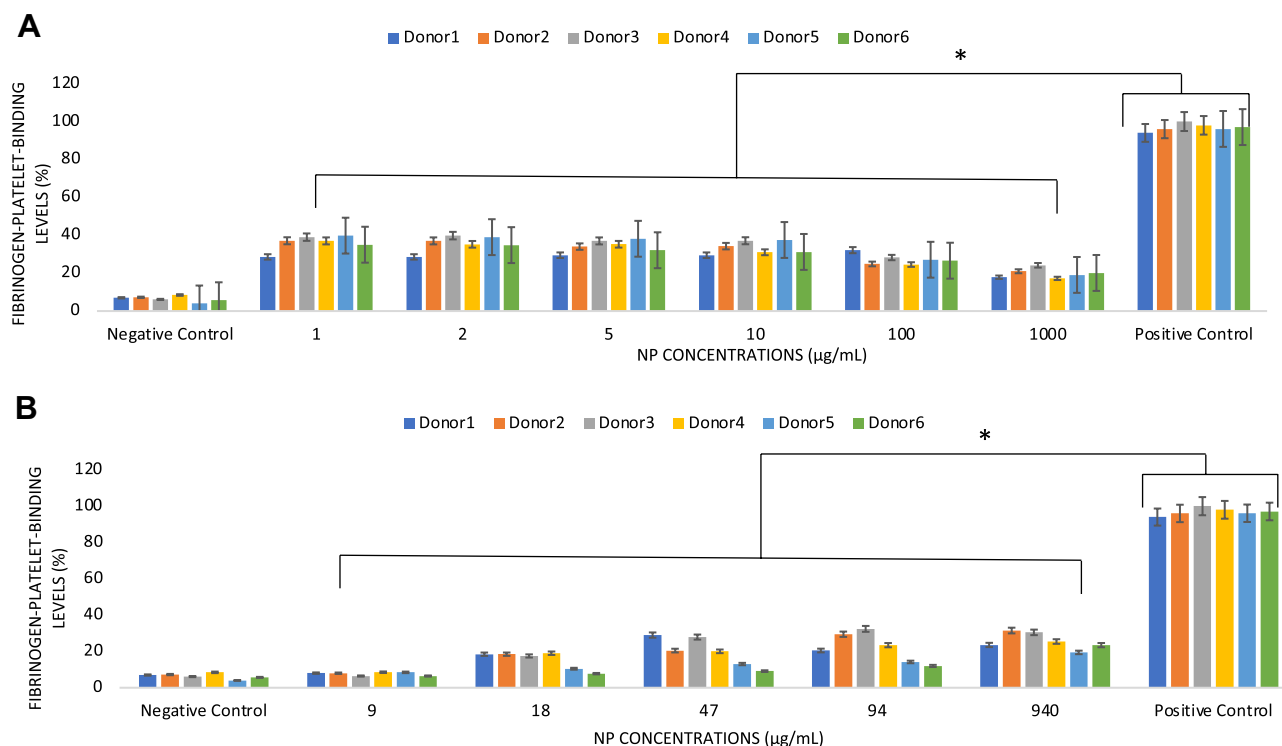 A
Donor1 Donor2 Donor3 Donor4 Donor5 Donor6
*
FIBRINOGEN-PLATELET-BINDING
LEVELS (%)
120
100
80
60
40
20
0
Negative Control 1 2 5 10 100 1000 Positive Control
NP CONCENTRATIONS (µg/mL)
B
Donor1 Donor2 Donor3 Donor4 Donor5 Donor6
*
FIBRINOGEN-PLATELET-BINDING
LEVELS (%)
120
100
80
60
40
20
0
Negative Control 9 18 47 94 940 Positive Control
NP CONCENTRATIONS (µg/mL)